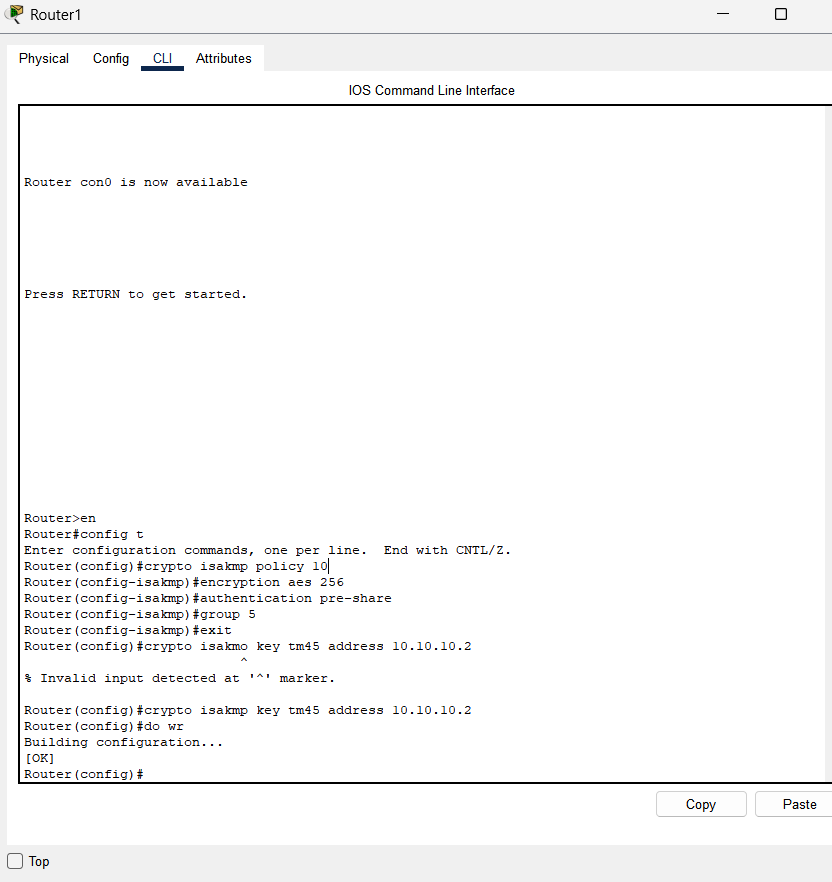 Router1
Physical Config CLI Attributes
IOS Command Line Interface
Router con0 is now available
Press RETURN to get started.
Router>en
Router#config t
Enter configuration commands, one per line.  End with CNTL/Z.
Router(config)#crypto isakmp policy 10
Router(config-isakmp)#encryption aes 256
Router(config-isakmp)#authentication pre-share
Router(config-isakmp)#group 5
Router(config-isakmp)#exit
Router(config)#crypto isakmo key tm45 address 10.10.10.2
^
% Invalid input detected at '^' marker.
Router(config)#crypto isakmp key tm45 address 10.10.10.2
Router(config)#do wr
Building configuration...
[OK]
Router(config)#
Copy Paste
Top